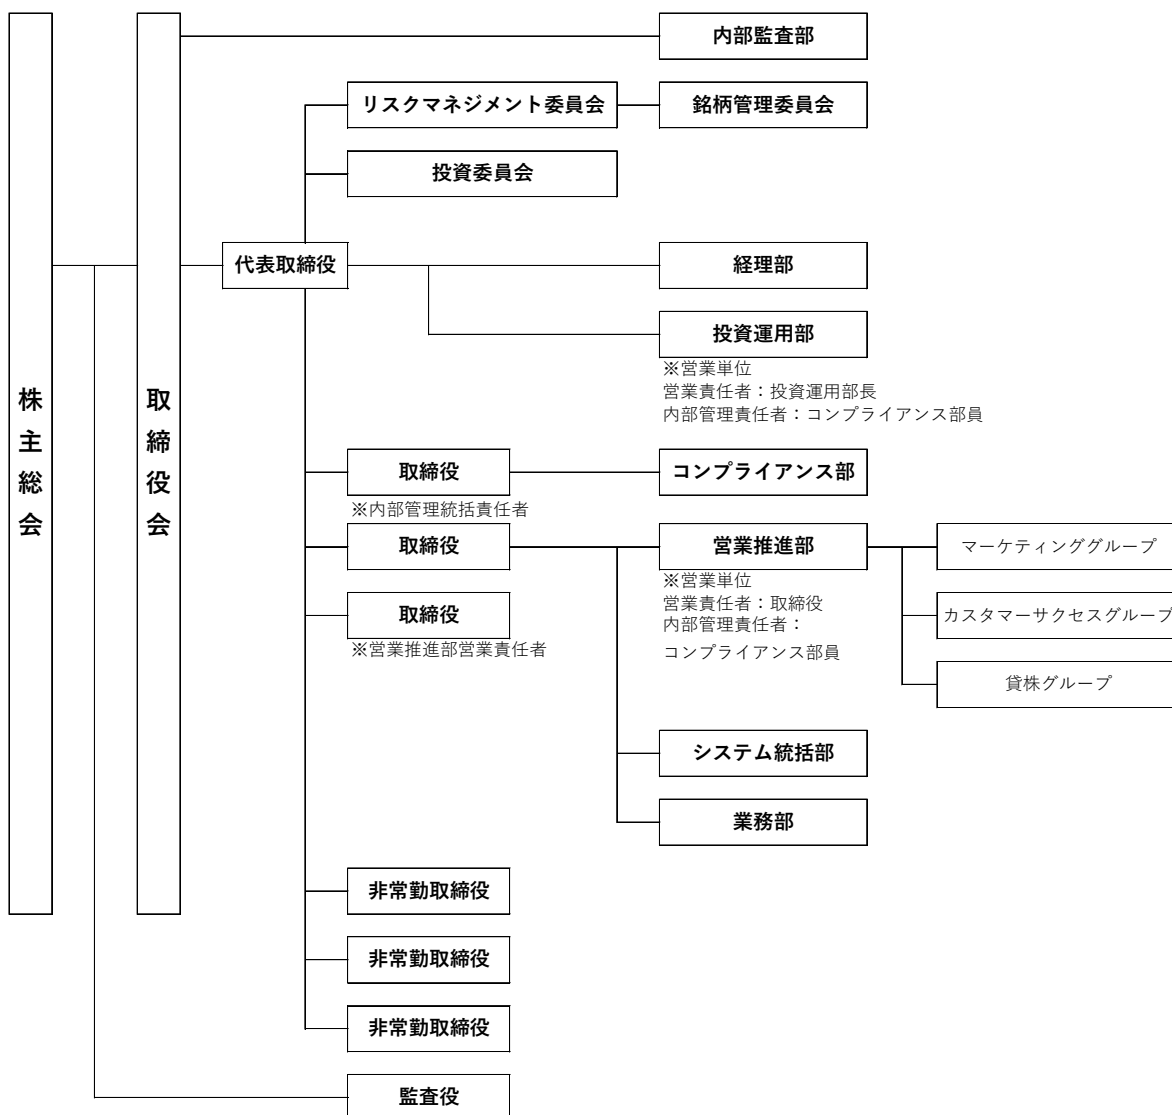 株主総会
取締役会
内部監査部
リスクマネジメント委員会
銘柄管理委員会
投資委員会
代表取締役
経理部
投資運用部
※営業単位
営業責任者：投資運用部長
内部管理責任者：コンプライアンス部員
取締役
コンプライアンス部
※内部管理統括責任者
取締役
営業推進部
マーケティンググループ
※営業単位
営業責任者：取締役
内部管理責任者：
コンプライアンス部員
カスタマーサクセスグループ
取締役
※営業推進部営業責任者
貸株グループ
システム統括部
業務部
非常勤取締役
非常勤取締役
非常勤取締役
監査役